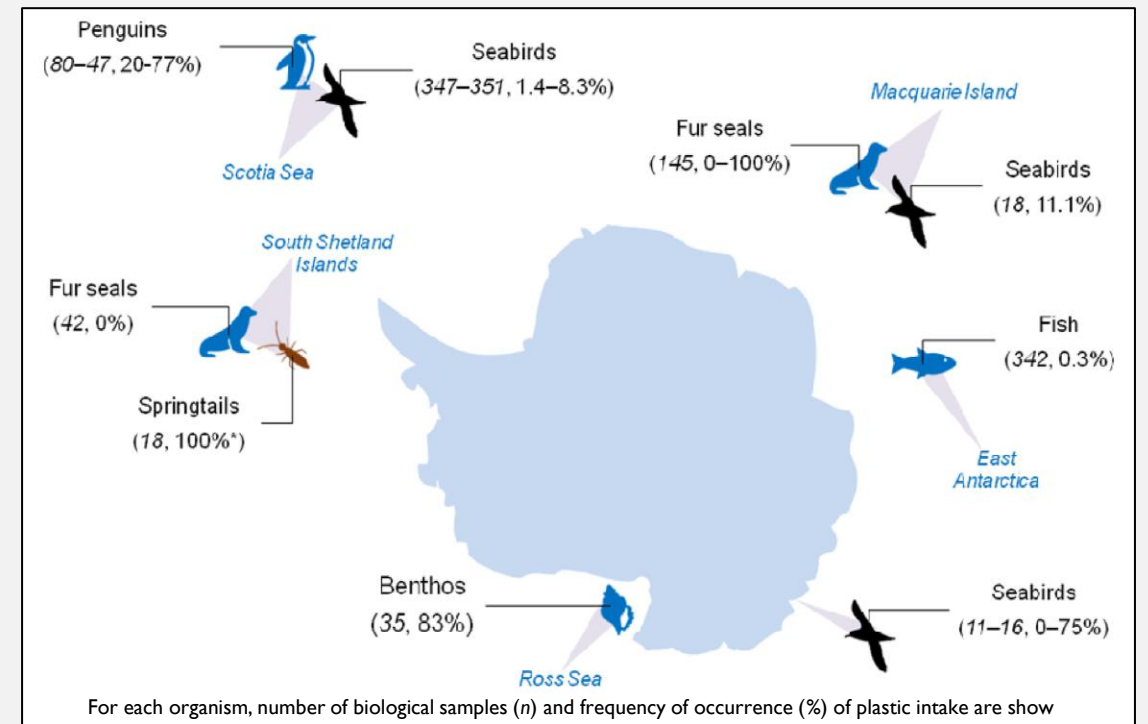 Penguins
(80–47, 20-77%)
Seabirds
(347–351, 1.4–8.3%)
Scotia Sea
Macquarie Island
Fur seals
(145, 0–100%)
Seabirds
(18, 11.1%)
South Shetland
Islands
Fur seals
(42, 0%)
Springtails
(18, 100%*)
Fish
(342, 0.3%)
East
Antarctica
Benthos
(35, 83%)
Ross Sea
Seabirds
(11–16, 0–75%)
For each organism, number of biological samples (n) and frequency of occurrence (%) of plastic intake are show